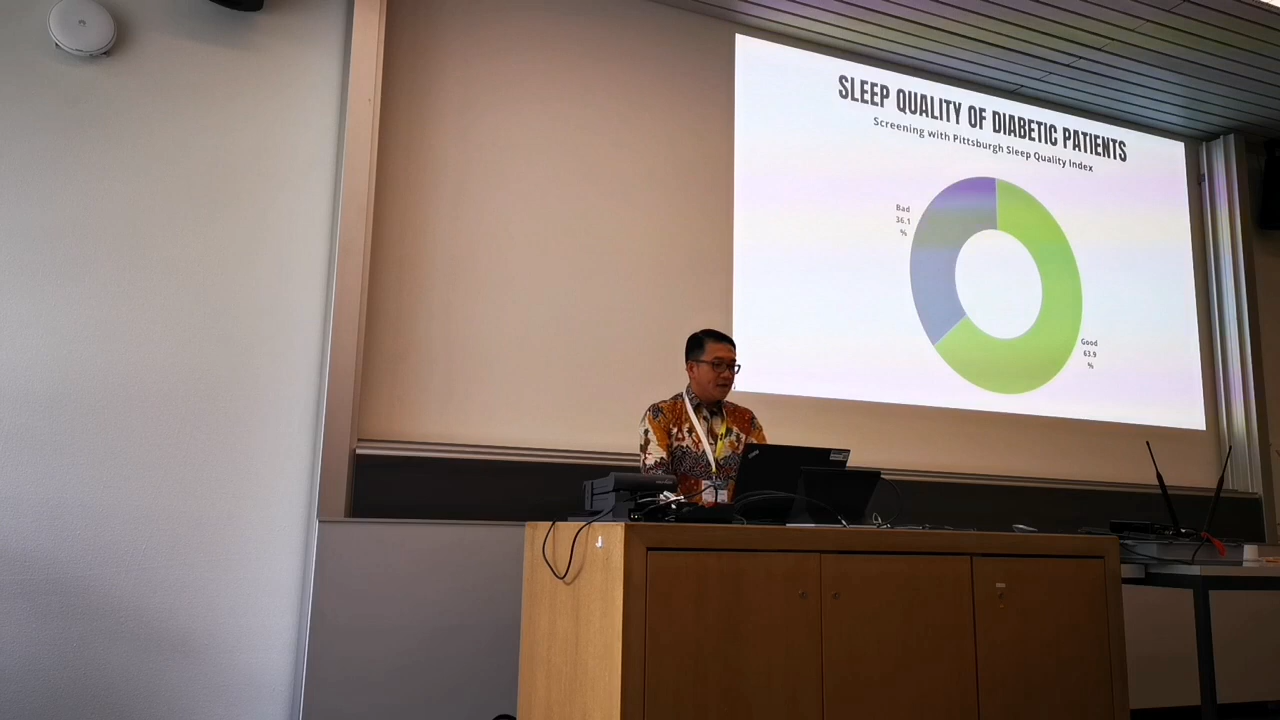 SLEEP QUALITY OF DIABETIC PATIENTS
Screening with Pittsburgh Sleep Quality Index
Bad
36.1
%
Good
63.9
%